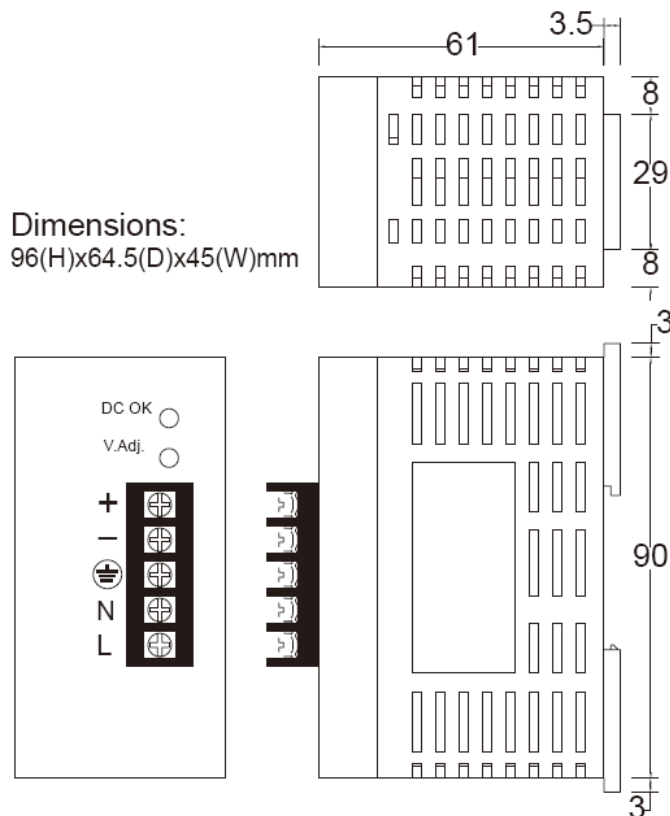 3.5
61
8
29
8
Dimensions:
96(H)x64.5(D)x45(W)mm
3
DC OK
V.Adj.
+
−
N
L
90
3